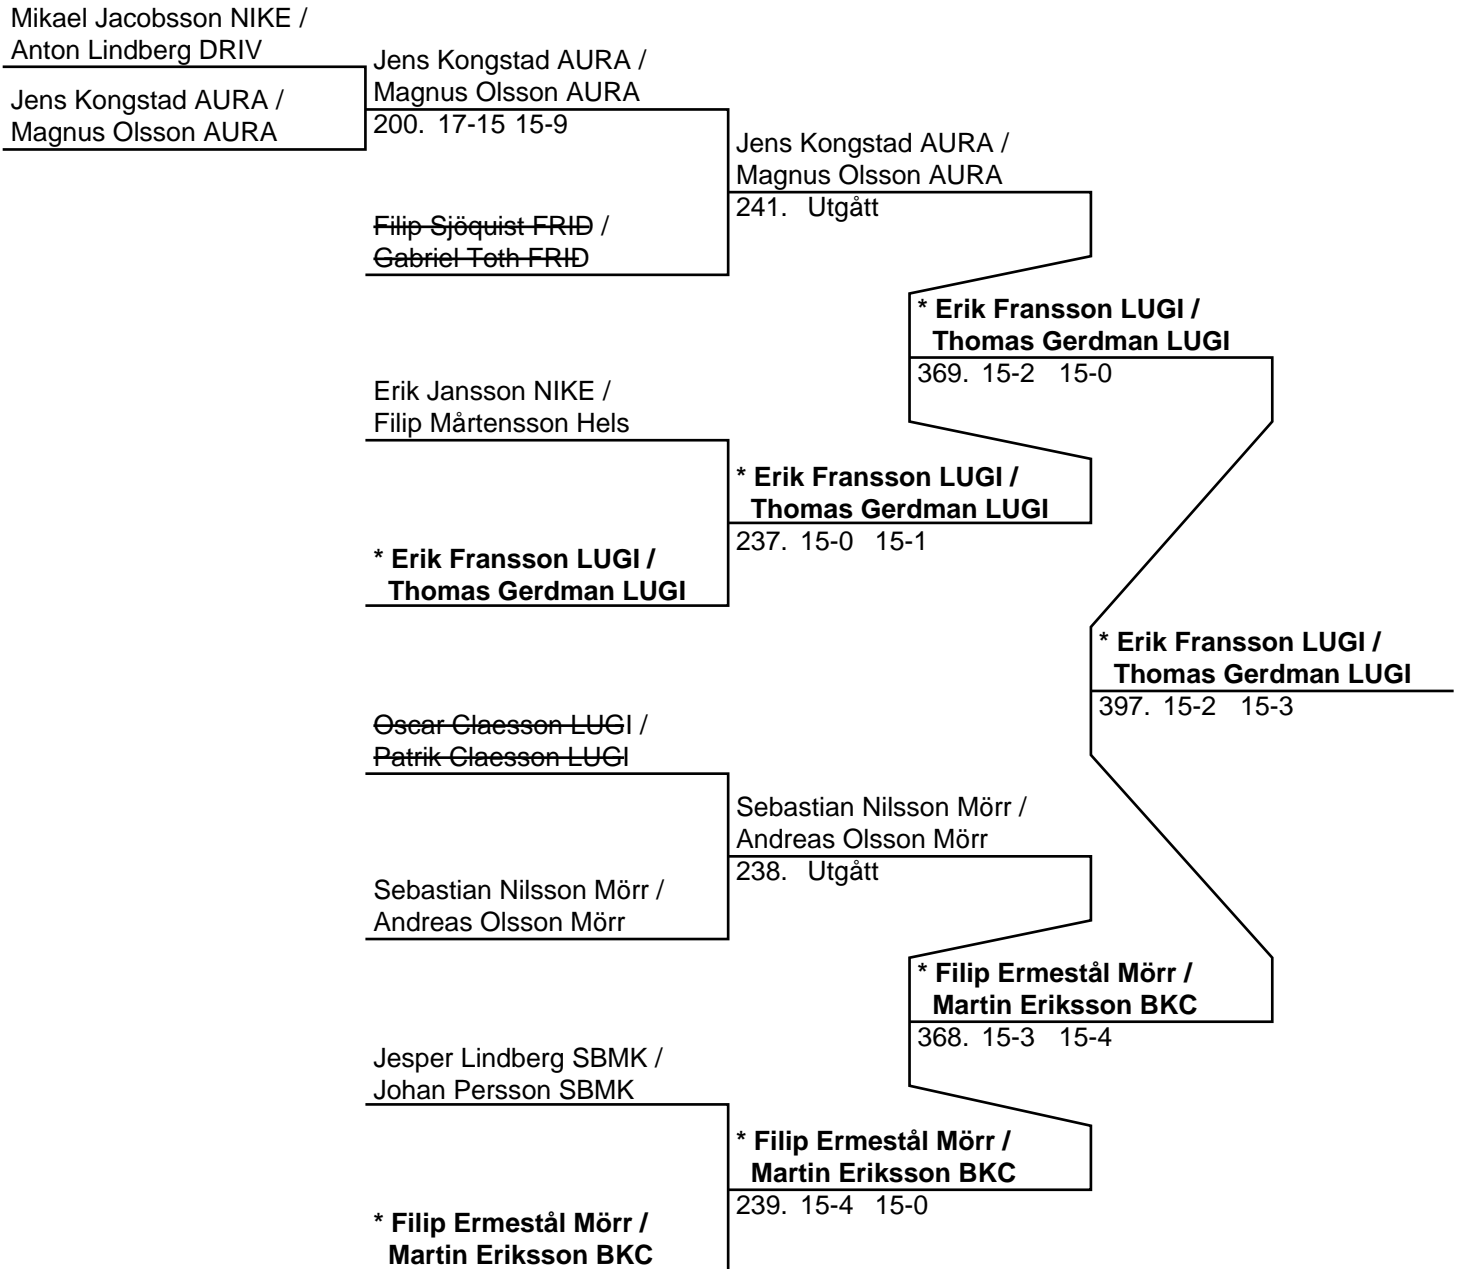 Mikael Jacobsson NIKE /
Anton Lindberg DRIV
Jens Kongstad AURA /
Magnus Olsson AURA
Jens Kongstad AURA /
Magnus Olsson AURA
200. 17-15 15-9
Filip Sjöquist FRID /
Gabriel Toth FRID
Jens Kongstad AURA /
Magnus Olsson AURA
241. Utgått
Erik Jansson NIKE /
Filip Mårtensson Hels
* Erik Fransson LUGI /
Thomas Gerdman LUGI
* Erik Fransson LUGI /
Thomas Gerdman LUGI
237. 15-0 15-1
* Erik Fransson LUGI /
Thomas Gerdman LUGI
369. 15-2 15-0
Oscar Claesson LUGI /
Patrik Claesson LUGI
Sebastian Nilsson Mörr /
Andreas Olsson Mörr
Sebastian Nilsson Mörr /
Andreas Olsson Mörr
238. Utgått
Jesper Lindberg SBMK /
Johan Persson SBMK
* Filip Ermestål Mörr /
Martin Eriksson BKC
* Filip Ermestål Mörr /
Martin Eriksson BKC
239. 15-4 15-0
* Filip Ermestål Mörr /
Martin Eriksson BKC
368. 15-3 15-4
* Erik Fransson LUGI /
Thomas Gerdman LUGI
397. 15-2 15-3